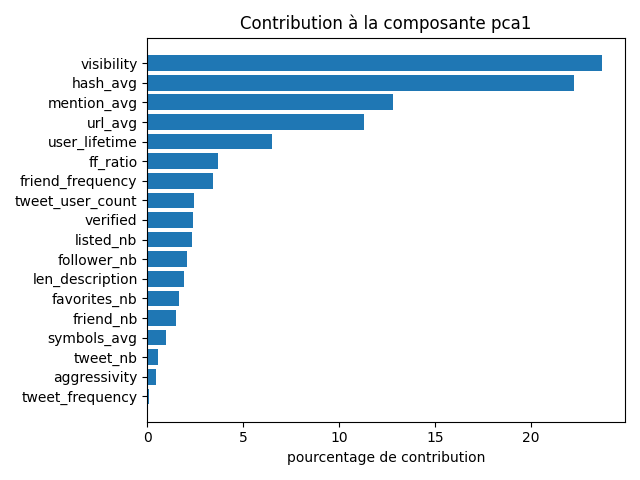 Contribution à la composante pca1
visibility
hash_avg
mention_avg
url_avg
user_lifetime
ff_ratio
friend_frequency
tweet_user_count
verified
listed_nb
follower_nb
len_description
favorites_nb
friend_nb
symbols_avg
tweet_nb
aggressivity
tweet_frequency
0 5 10 15 20
pourcentage de contribution